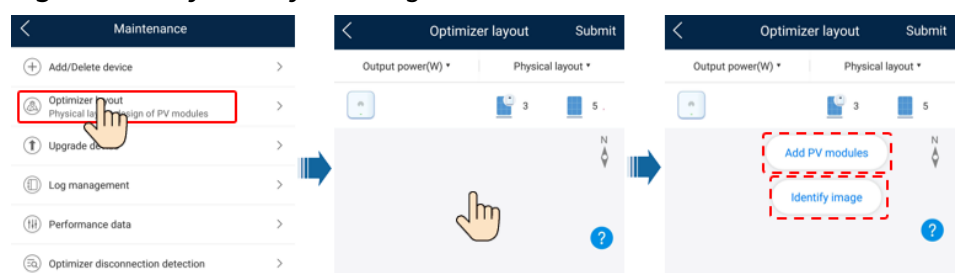 Maintenance
Add/Delete device
Optimizer layout
Physical layout design of PV modules
Upgrade device
Log management
Performance data
Optimizer disconnection detection
Optimizer layout Submit
Output power(W) Physical layout
3 5
N
?
Optimizer layout Submit
Output power(W) Physical layout
3 5
N
Add PV modules
Identify image
?